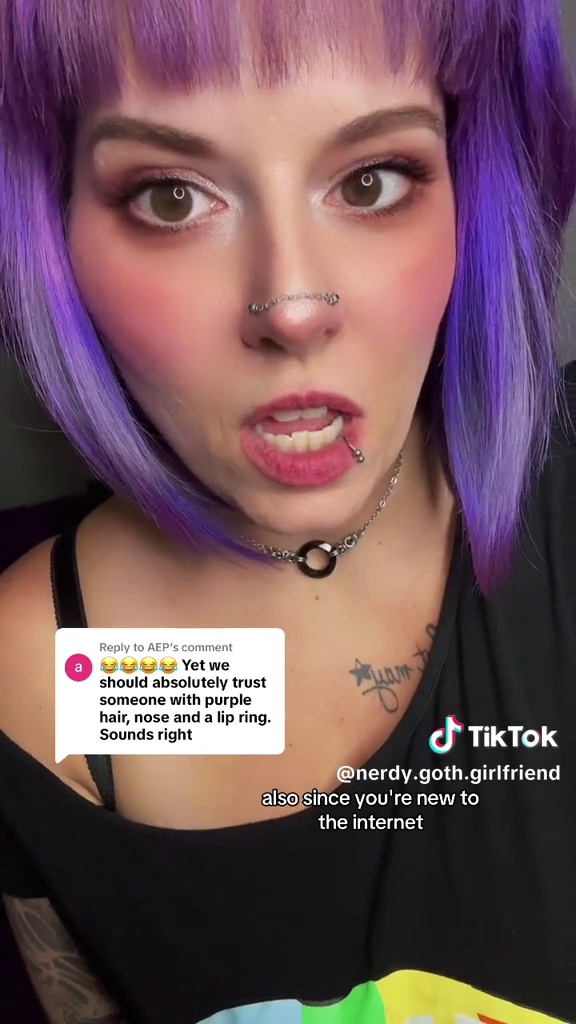 Reply to AEP's comment
a
😂😂😂😂 Yet we
should absolutely trust
someone with purple
hair, nose and a lip ring.
Sounds right
may
TikTok
@nerdy.goth.girlfriend
also since you're new to
the internet